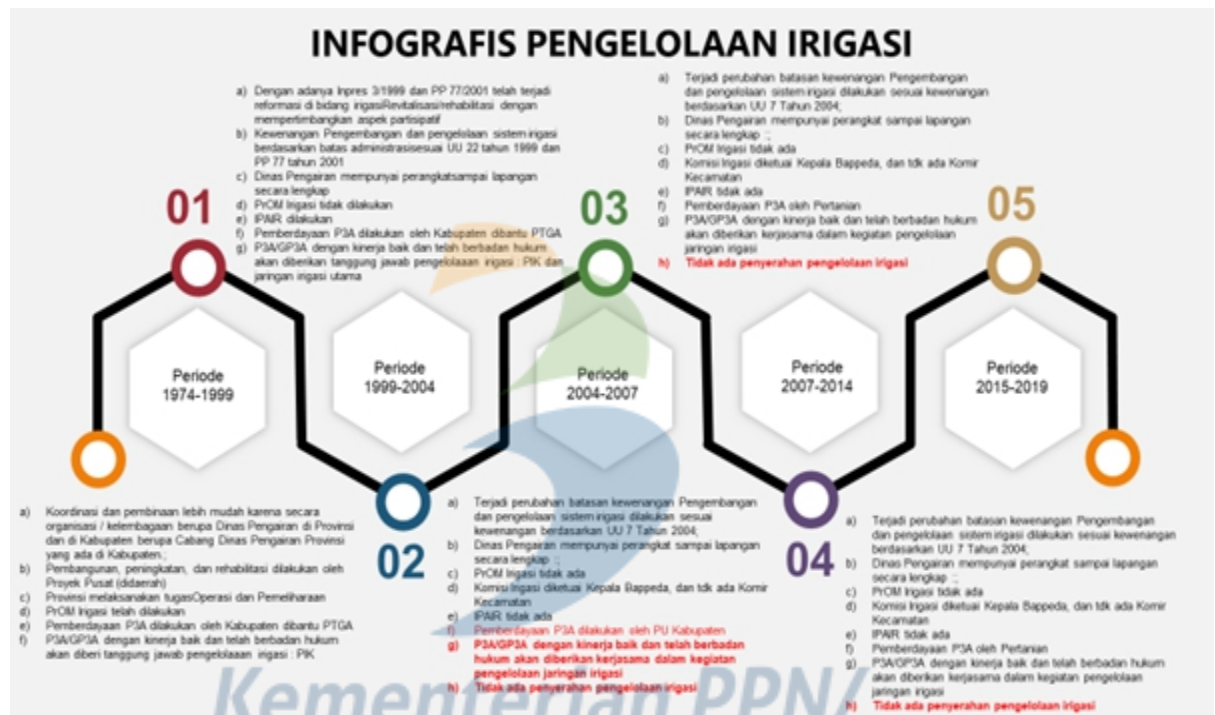 INFOGRAFIS PENGELOLAAN IRIGASI
a) Dengan adanya Inpres 3/1999 dan PP 77/2001 telah terjadi
reformasi di bidang irigasiRevitalisasi/rehabilitasi dengan
mempertimbangkan aspek partisipatif
b) Kewenangan Pengembangan dan pengelolaan sistem irigasi
berdasarkan batas administrasisesuai UU 22 tahun 1999 dan
PP 77 tahun 2001
c) Dinas Pengairan mempunyai perangkatsampai lapangan
secara lengkap
d) PrOM Irigasi tidak dilakukan
e) IPAIR dilakukan
f) Pemberdayaan P3A dilakukan oleh Kabupaten dibantu PTGA
g) P3A/GP3A dengan kinerja baik dan telah berbadan hukum
akan diberikan tanggung jawab pengelolaaan irigasi : PIK dan
jaringan irigasi utama
a) Terjadi perubahan batasan kewenangan Pengembangan
dan pengelolaan sistem irigasi dilakukan sesuai kewenangan
berdasarkan UU 7 Tahun 2004;
b) Dinas Pengairan mempunyai perangkat sampai lapangan
secara lengkap :;
c) PrOM Irigasi tidak ada
d) Komisi Irigasi diketuai Kepala Bappeda, dan tdk ada Komir
Kecamatan
e) IPAIR tidak ada
f) Pemberdayaan P3A oleh Pertanian
g) P3A/GP3A dengan kinerja baik dan telah berbadan hukum
akan diberikan kerjasama dalam kegiatan pengelolaan
jaringan irigasi
h) Tidak ada penyerahan pengelolaan irigasi
01
03
05
Periode
1974-1999
Periode
1999-2004
Periode
2004-2007
Periode
2007-2014
Periode
2015-2019
02
04
a) Koordinasi dan pembinaan lebih mudah karena secara
organisasi / kelembagaan berupa Dinas Pengairan di Provinsi
dan di Kabupaten berupa Cabang Dinas Pengairan Provinsi
yang ada di Kabupaten.;
b) Pembangunan, peningkatan, dan rehabilitasi dilakukan oleh
Proyek Pusat (didaerah)
c) Provinsi melaksanakan tugasOperasi dan Pemeliharaan
d) PrOM Irigasi telah dilakukan
e) Pemberdayaan P3A dilakukan oleh Kabupaten dibantu PTGA
f) P3A/GP3A dengan kinerja baik dan telah berbadan hukum
akan diberi tanggung jawab pengelolaaan irigasi : PIK
a) Terjadi perubahan batasan kewenangan Pengembangan
dan pengelolaan sistem irigasi dilakukan sesuai
kewenangan berdasarkan UU 7 Tahun 2004;
b) Dinas Pengairan mempunyai perangkat sampai lapangan
secara lengkap :;
c) PrOM Irigasi tidak ada
d) Komisi Irigasi diketuai Kepala Bappeda, dan tdk ada Komir
Kecamatan
e) IPAIR tidak ada
f) Pemberdayaan P3A dilakukan oleh PU Kabupaten
g) P3A/GP3A dengan kinerja baik dan telah berbadan
hukum akan diberikan kerjasama dalam kegiatan
pengelolaan jaringan irigasi
h) Tidak ada penyerahan pengelolaan irigasi
a) Terjadi perubahan batasan kewenangan Pengembangan
dan pengelolaan sistem irigasi dilakukan sesuai kewenangan
berdasarkan UU 7 Tahun 2004;
b) Dinas Pengairan mempunyai perangkat sampai lapangan
secara lengkap :;
c) PrOM Irigasi tidak ada
d) Komisi Irigasi diketuai Kepala Bappeda, dan tdk ada Komir
Kecamatan
e) IPAIR tidak ada
f) Pemberdayaan P3A oleh Pertanian
g) P3A/GP3A dengan kinerja baik dan telah berbadan hukum
akan diberikan kerjasama dalam kegiatan pengelolaan
jaringan irigasi
h) Tidak ada penyerahan pengelolaan irigasi
Kementerian PPN/